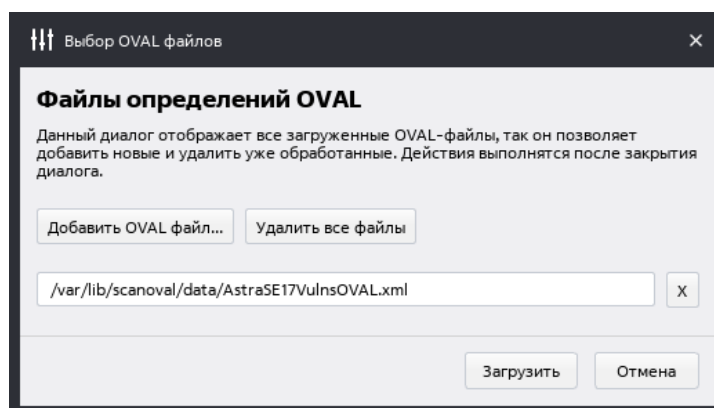 Выбор OVAL файлов
Файлы определений OVAL
Данный диалог отображает все загруженные OVAL-файлы, так он позволяет
добавить новые и удалить уже обработанные. Действия выполнятся после закрытия
диалога.
Добавить OVAL файл... Удалить все файлы
/var/lib/scanoval/data/AstraSE17VulnsOVAL.xml X
Загрузить Отмена